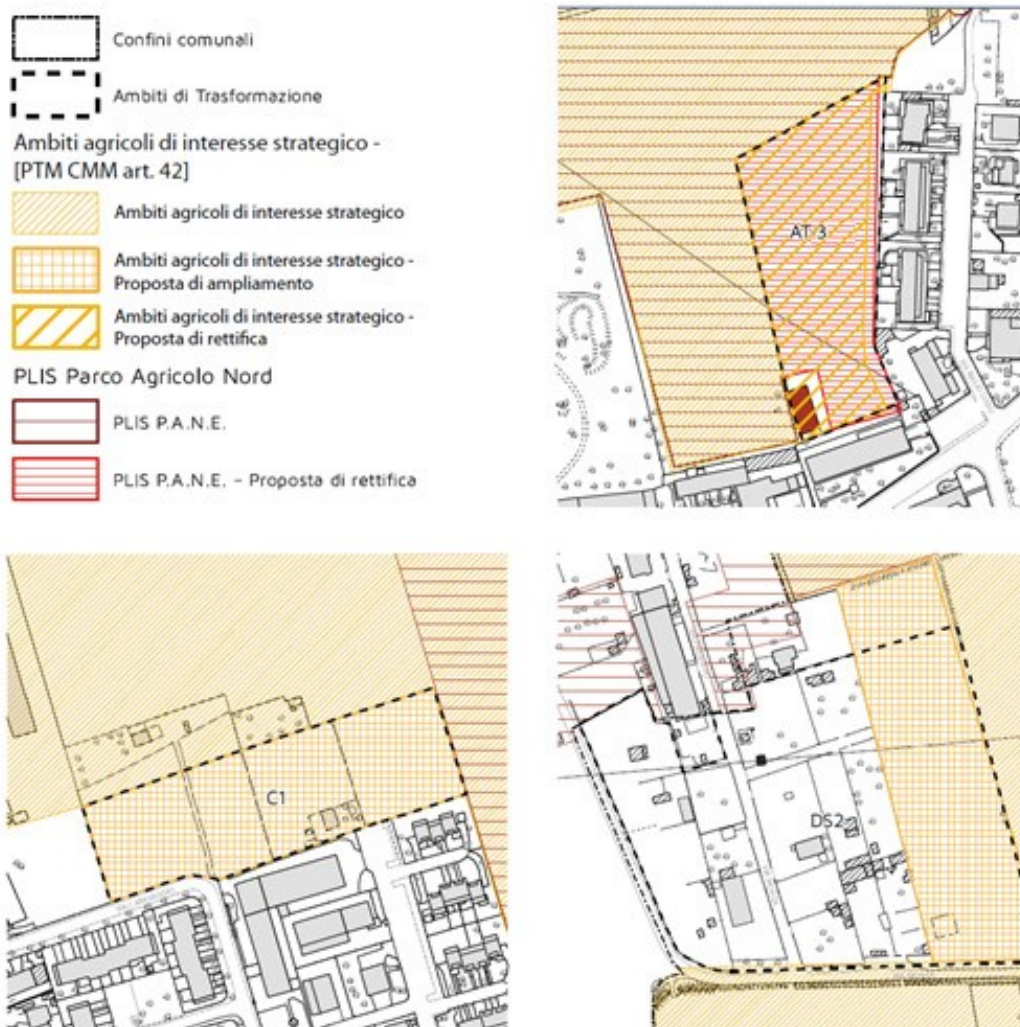 Confini comunali
Ambiti di Trasformazione
Ambiti agricoli di interesse strategico -
[PTM CMM art. 42]
Ambiti agricoli di interesse strategico
Ambiti agricoli di interesse strategico -
Proposta di ampliamento
Ambiti agricoli di interesse strategico -
Proposta di rettifica
PLIS Parco Agricolo Nord
PLIS P.A.N.E.
PLIS P.A.N.E. - Proposta di rettifica
AT 3
C1
DS2